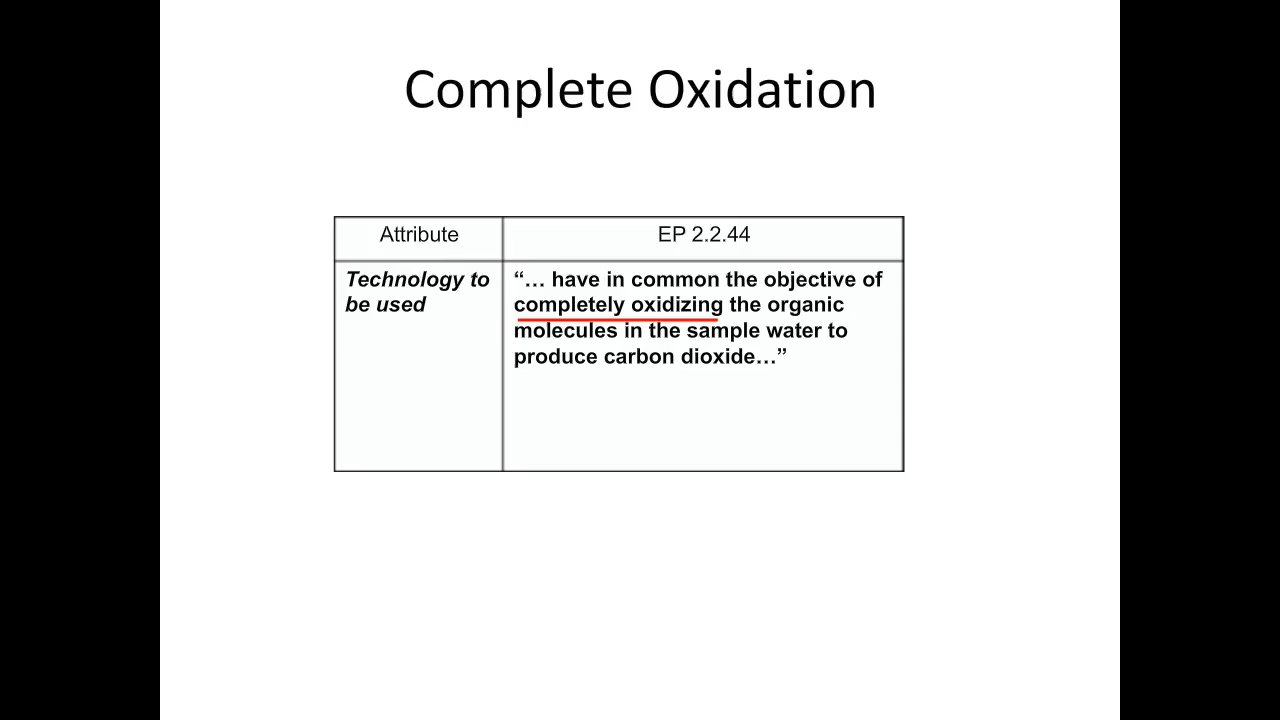 Complete Oxidation
Attribute
EP 2.2.44
Technology to
be used
“… have in common the objective of
completely oxidizing the organic
molecules in the sample water to
produce carbon dioxide…”